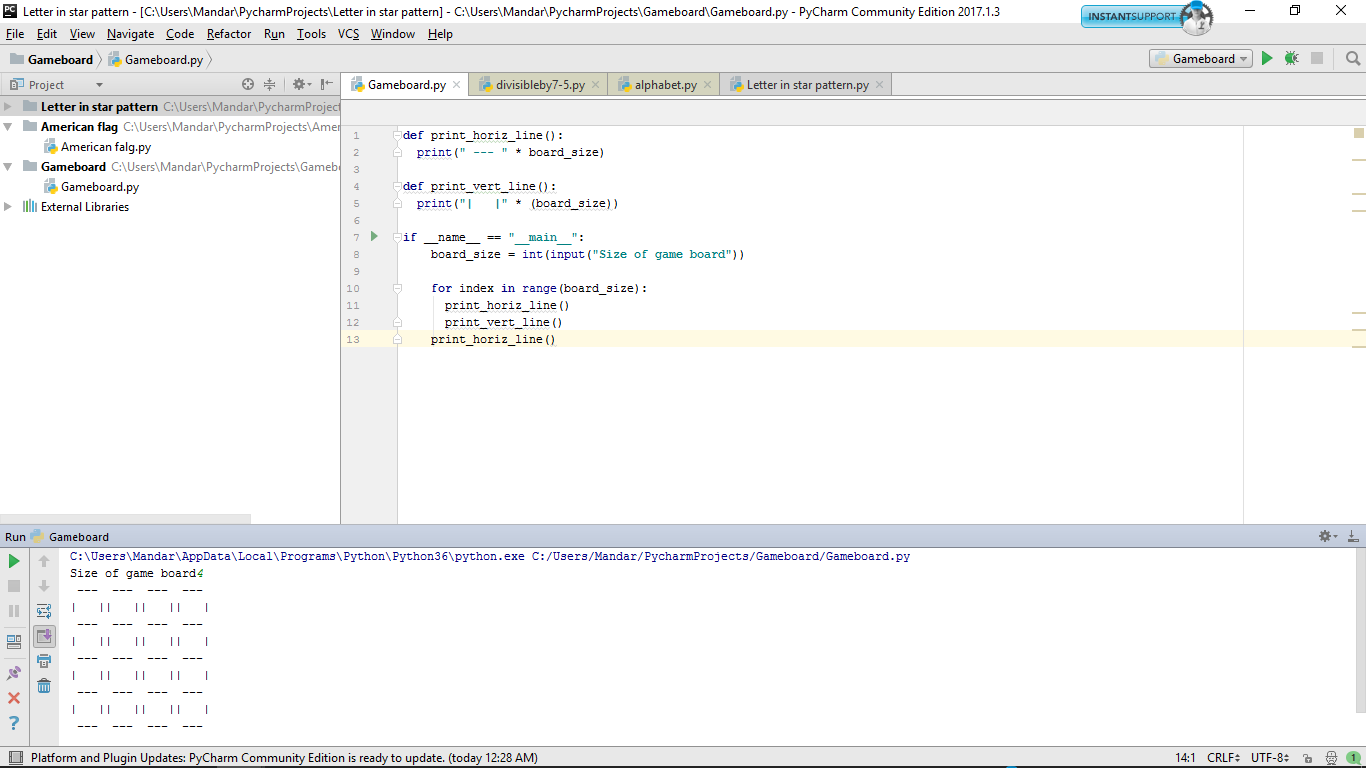 Letter in star pattern - [C:\Users\Mandar\PycharmProjects\Letter in star pattern] - C:\Users\Mandar\PycharmProjects\Gameboard\Gameboard.py - PyCharm Community Edition 2017.1.3
INSTANTSUPPORT
File Edit View Navigate Code Refactor Run Tools VCS Window Help
Gameboard Gameboard.py
Gameboard
Project
Gameboard.py divisibleby7-5.py alphabet.py Letter in star pattern.py
Letter in star pattern C:\Users\Mandar\PycharmProject
American flag C:\Users\Mandar\PycharmProjects\Amer
American falg.py
Gameboard C:\Users\Mandar\PycharmProjects\Gameb
Gameboard.py
External Libraries
1 def print_horiz_line():
2   print(" --- " * board_size)
3
4 def print_vert_line():
5   print("|   |" * (board_size))
6
7 if __name__ == "__main__":
8     board_size = int(input("Size of game board"))
9
10     for index in range(board_size):
11       print_horiz_line()
12       print_vert_line()
13     print_horiz_line()
Run Gameboard
C:\Users\Mandar\AppData\Local\Programs\Python\Python36\python.exe C:/Users/Mandar/PycharmProjects/Gameboard/Gameboard.py
Size of game board4
 ---  ---  ---  --- 
|   ||   ||   ||   |
 ---  ---  ---  --- 
|   ||   ||   ||   |
 ---  ---  ---  --- 
|   ||   ||   ||   |
 ---  ---  ---  --- 
|   ||   ||   ||   |
 ---  ---  ---  --- 
Platform and Plugin Updates: PyCharm Community Edition is ready to update. (today 12:28 AM)
14:1 CRLF UTF-8 1